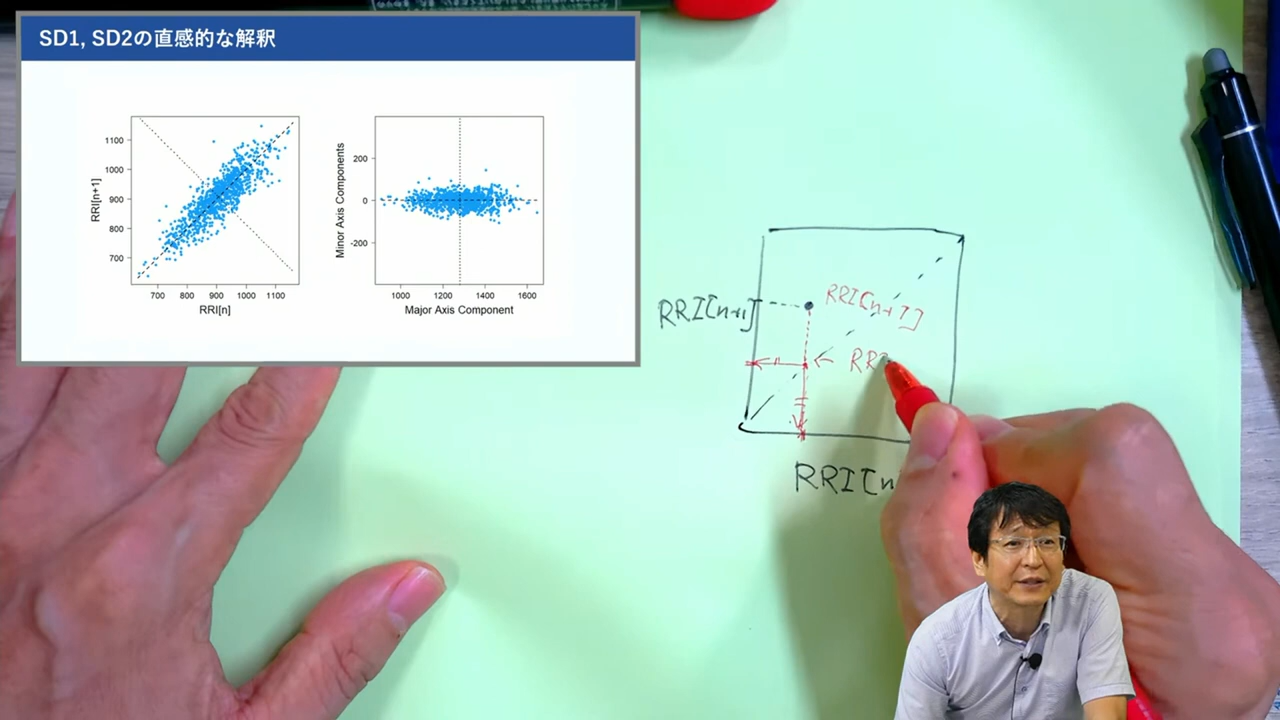 SD1, SD2の直感的な解釈
RRI[n+1]
1100
1000
900
800
700
700 800 900 1000 1100
RRI[n]
Minor Axis Components
200
0
-200
1000 1200 1400 1600
Major Axis Component
RRI[n+1]
RRI[n+1]
← RR
RRI[n